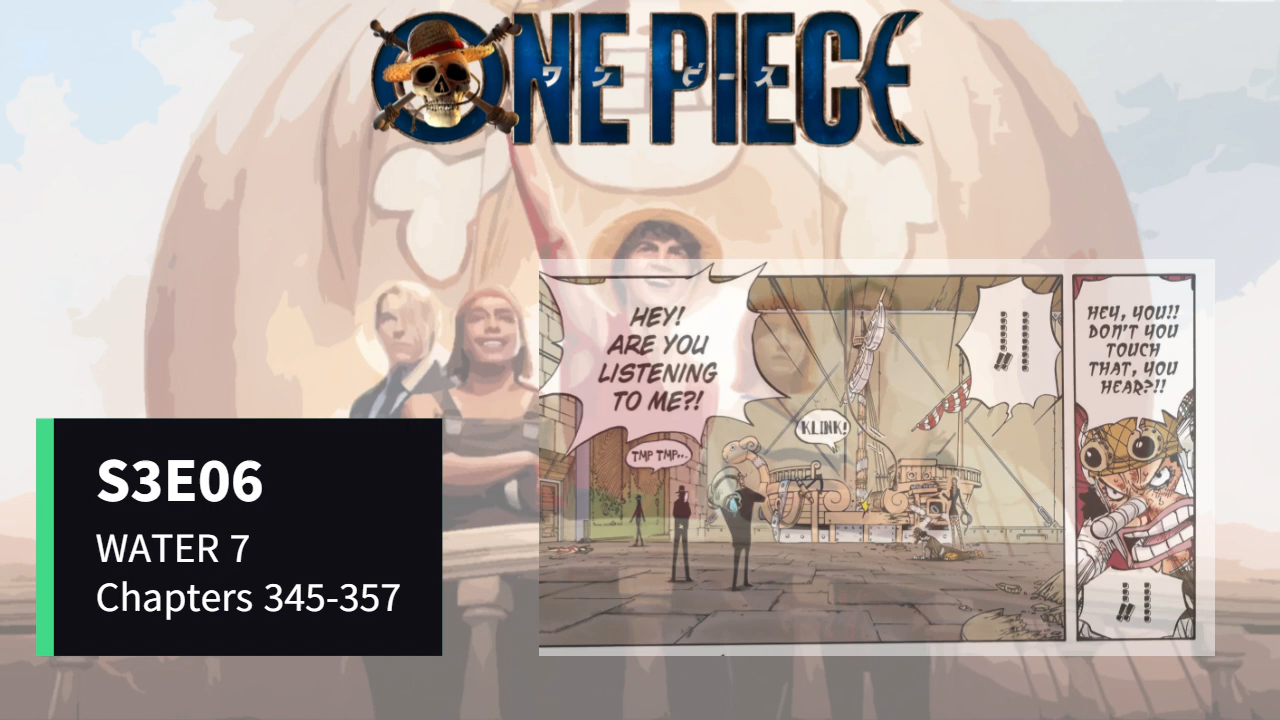 ONE PIECE
ワンピース
HEY!
ARE YOU
LISTENING
TO ME?!
KLINK!
TMP TMP...
!!
HEY, YOU!!
DON'T YOU
TOUCH
THAT, YOU
HEAR?!!
!!
S3E06
WATER 7
Chapters 345-357